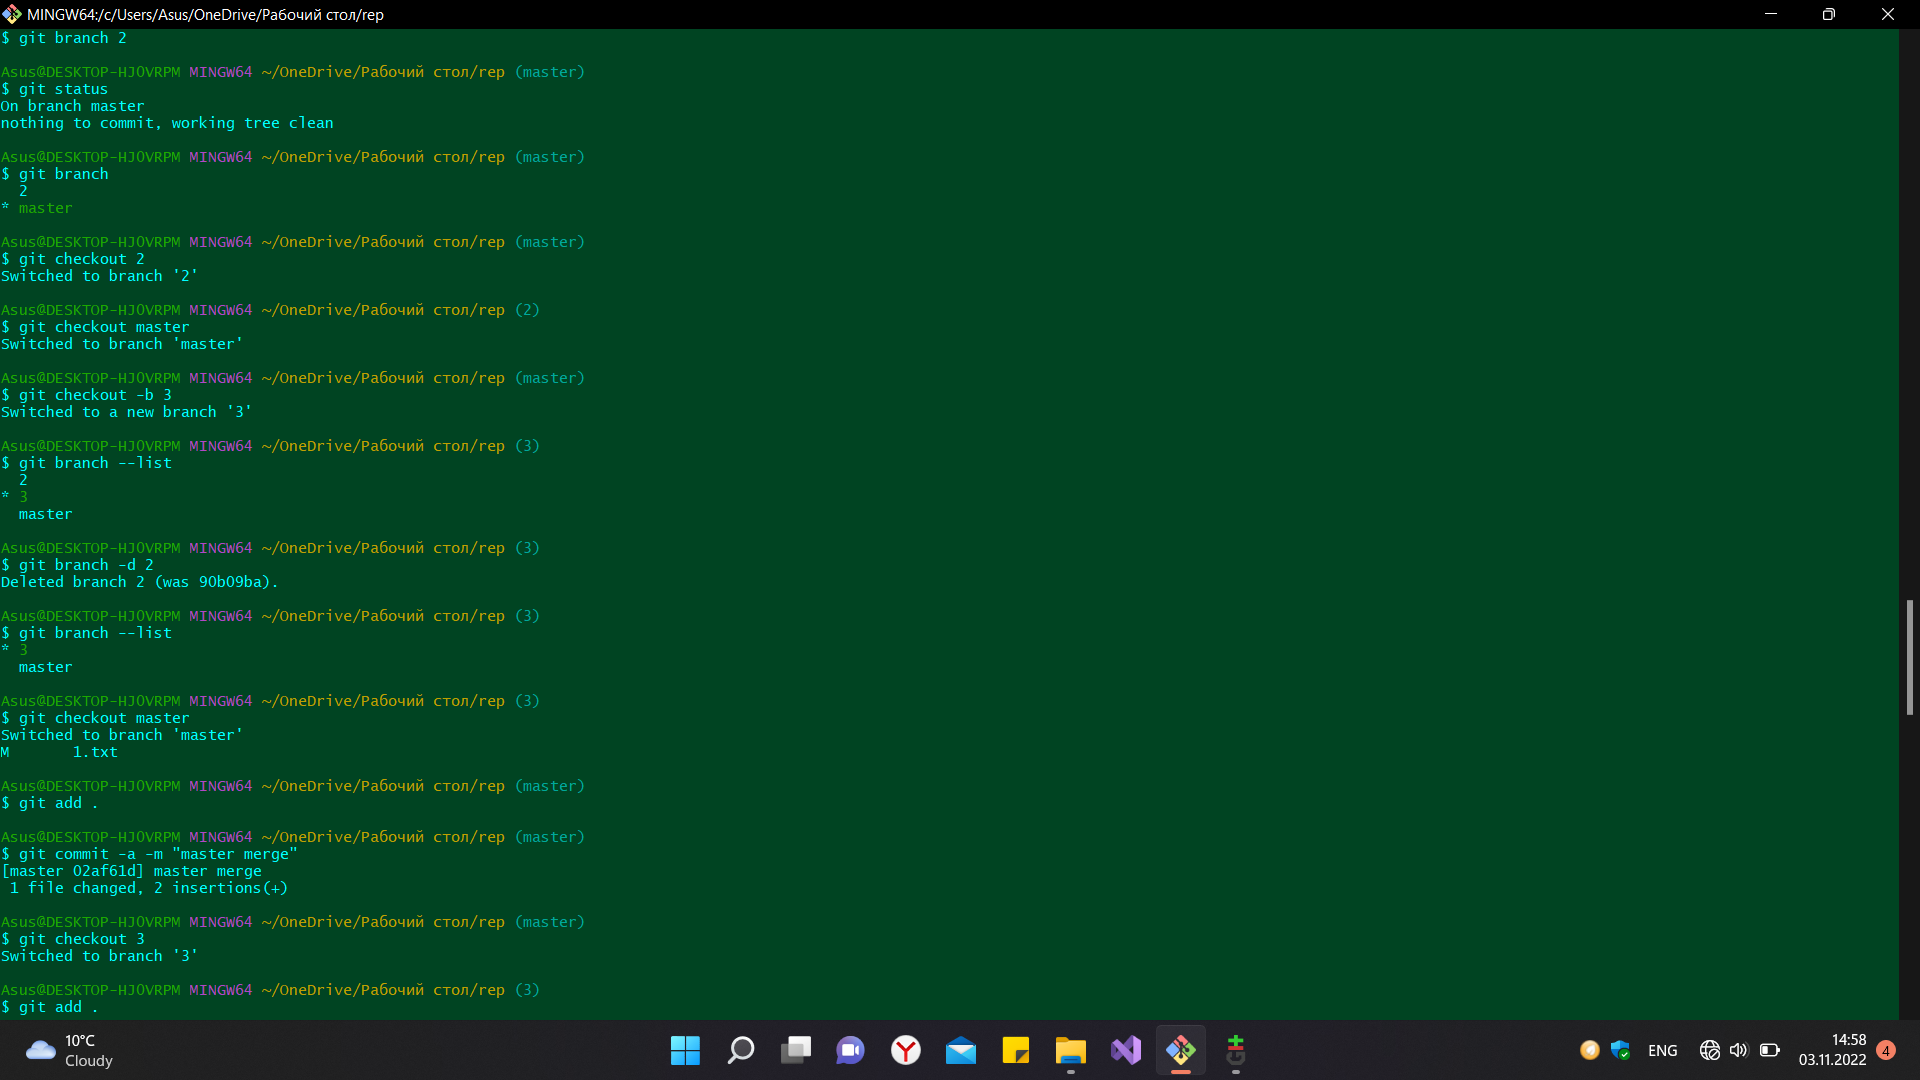 MINGW64:/c/Users/Asus/OneDrive/Рабочий стол/rep
$ git branch 2
Asus@DESKTOP-HJOVRPM MINGW64 ~/OneDrive/Рабочий стол/rep (master)
$ git status
On branch master
nothing to commit, working tree clean
Asus@DESKTOP-HJOVRPM MINGW64 ~/OneDrive/Рабочий стол/rep (master)
$ git branch
  2
* master
Asus@DESKTOP-HJOVRPM MINGW64 ~/OneDrive/Рабочий стол/rep (master)
$ git checkout 2
Switched to branch '2'
Asus@DESKTOP-HJOVRPM MINGW64 ~/OneDrive/Рабочий стол/rep (2)
$ git checkout master
Switched to branch 'master'
Asus@DESKTOP-HJOVRPM MINGW64 ~/OneDrive/Рабочий стол/rep (master)
$ git checkout -b 3
Switched to a new branch '3'
Asus@DESKTOP-HJOVRPM MINGW64 ~/OneDrive/Рабочий стол/rep (3)
$ git branch --list
  2
* 3
  master
Asus@DESKTOP-HJOVRPM MINGW64 ~/OneDrive/Рабочий стол/rep (3)
$ git branch -d 2
Deleted branch 2 (was 90b09ba).
Asus@DESKTOP-HJOVRPM MINGW64 ~/OneDrive/Рабочий стол/rep (3)
$ git branch --list
* 3
  master
Asus@DESKTOP-HJOVRPM MINGW64 ~/OneDrive/Рабочий стол/rep (3)
$ git checkout master
Switched to branch 'master'
M       1.txt
Asus@DESKTOP-HJOVRPM MINGW64 ~/OneDrive/Рабочий стол/rep (master)
$ git add .
Asus@DESKTOP-HJOVRPM MINGW64 ~/OneDrive/Рабочий стол/rep (master)
$ git commit -a -m "master merge"
[master 02af61d] master merge
 1 file changed, 2 insertions(+)
Asus@DESKTOP-HJOVRPM MINGW64 ~/OneDrive/Рабочий стол/rep (master)
$ git checkout 3
Switched to branch '3'
Asus@DESKTOP-HJOVRPM MINGW64 ~/OneDrive/Рабочий стол/rep (3)
$ git add .
10°C
Cloudy
ENG
14:58
03.11.2022
4